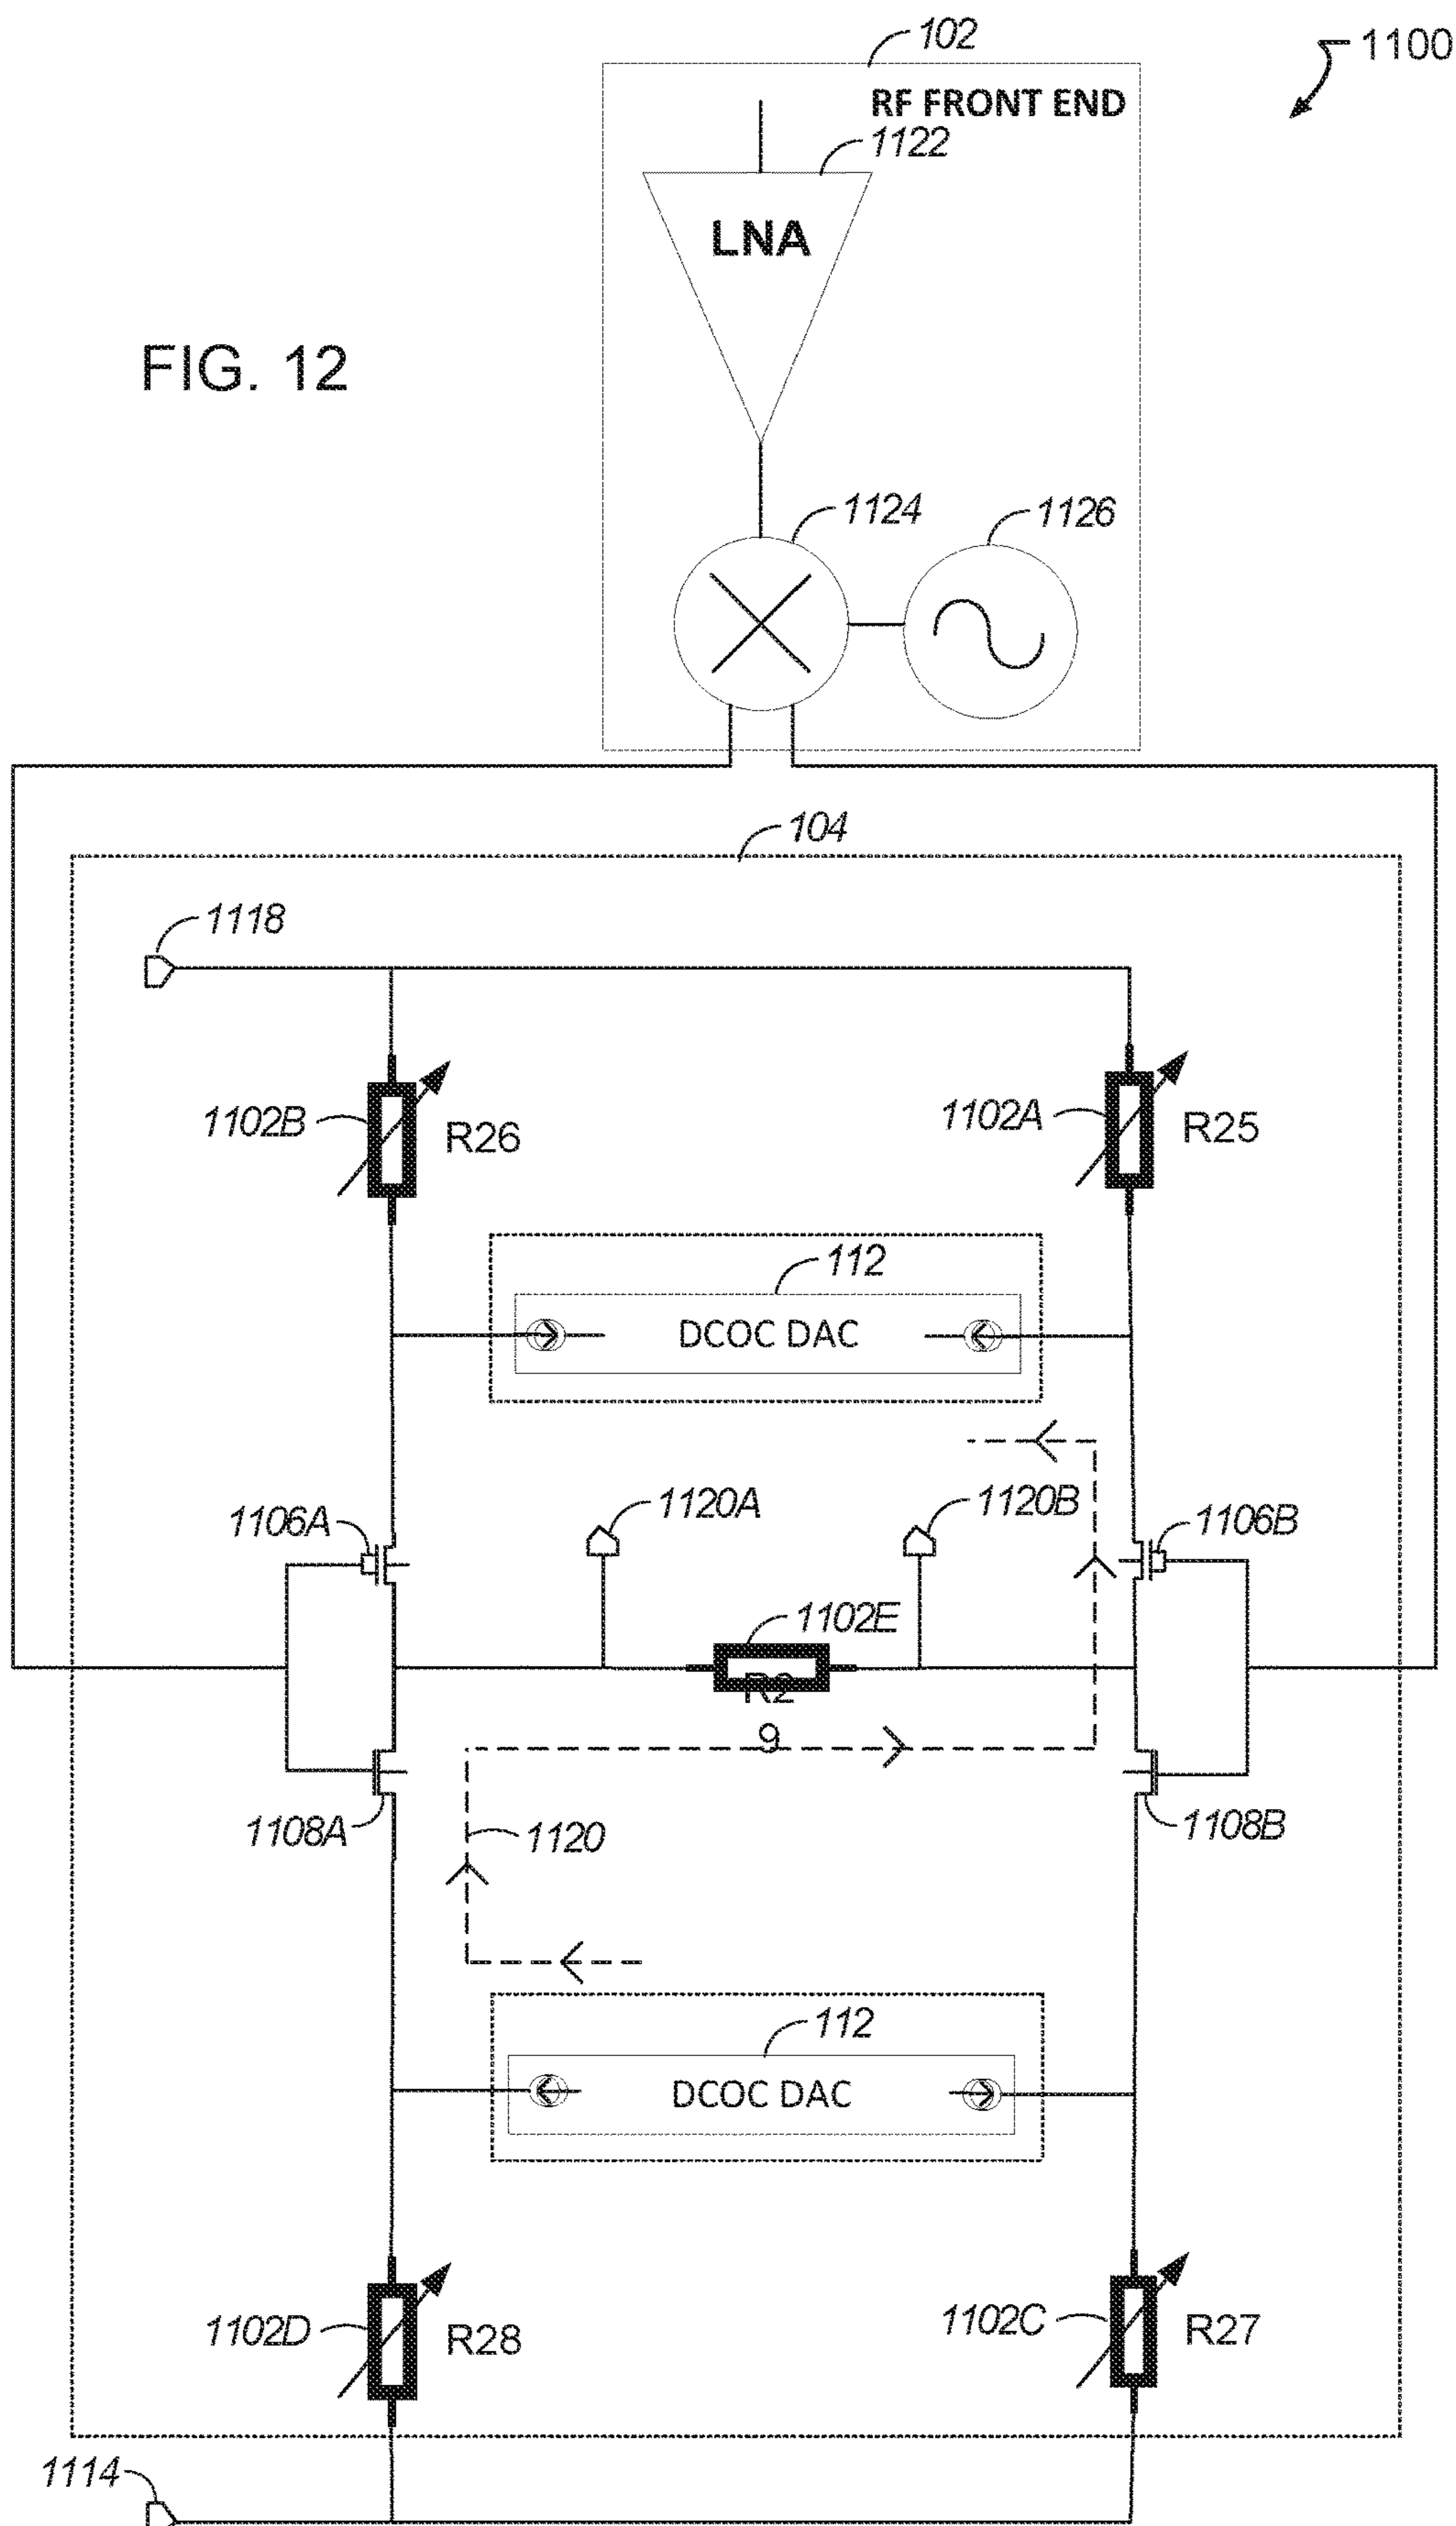 102
1100
RF FRONT END
1122
LNA
FIG. 12
1124
1126
104
1118
1102B
R26
1102A
R25
112
DCOC DAC
1106A
1120A
1120B
1106B
1102E
R2
9
1108A
1120
1108B
112
DCOC DAC
1102D
R28
1102C
R27
1114